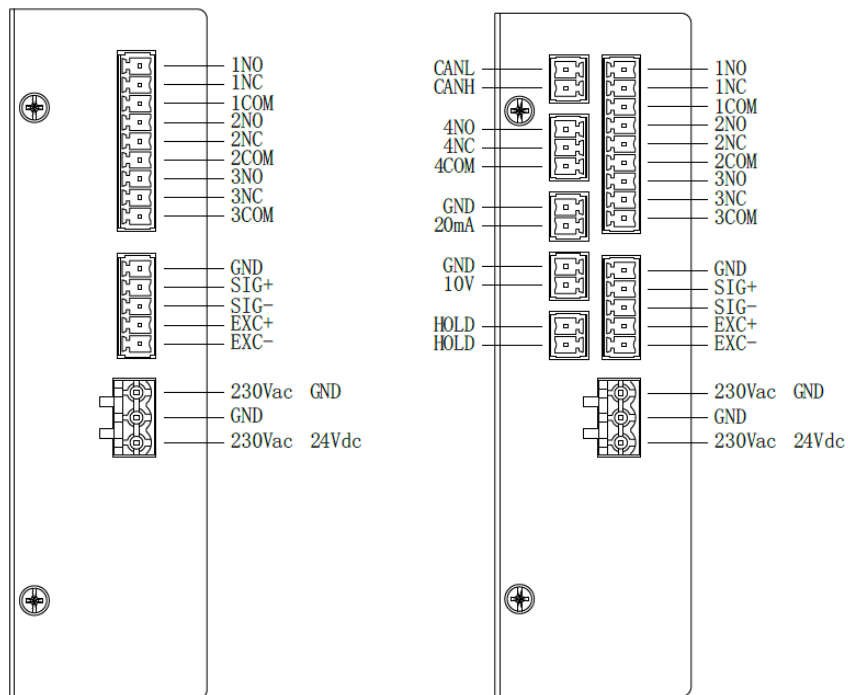 1NO
1NC
1COM
2NO
2NC
2COM
3NO
3NC
3COM
GND
SIG+
SIG-
EXC+
EXC-
230Vac GND
GND
230Vac 24Vdc
CANL
CANH
4NO
4NC
4COM
GND
20mA
GND
10V
HOLD
HOLD
1NO
1NC
1COM
2NO
2NC
2COM
3NO
3NC
3COM
GND
SIG+
SIG-
EXC+
EXC-
230Vac GND
GND
230Vac 24Vdc